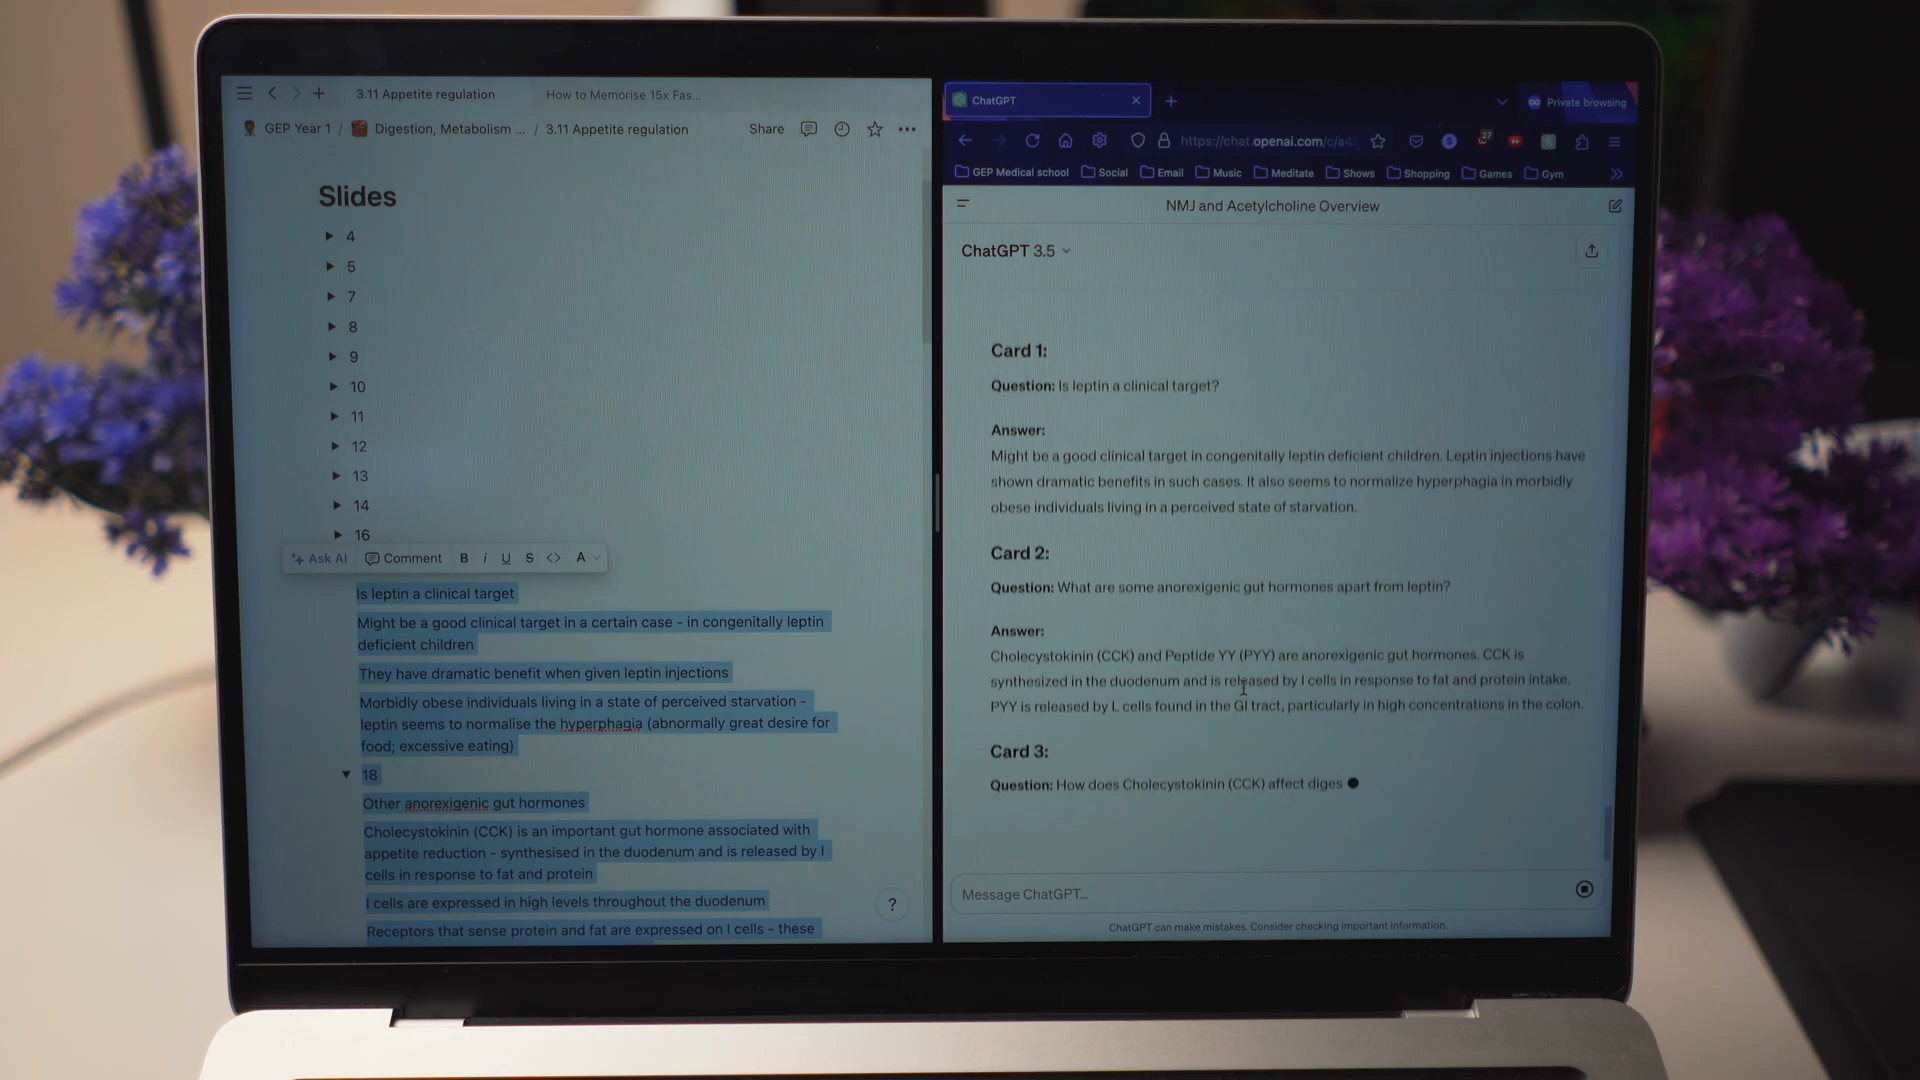 3.11 Appetite regulation
How to Memorise 15x Fas...
GEP Year 1 / Digestion, Metabolism ... / 3.11 Appetite regulation
Share
Slides
4
5
7
8
9
10
11
12
13
14
16
Ask AI Comment B i U S <> A
Is leptin a clinical target
Might be a good clinical target in a certain case - in congenitally leptin
deficient children
They have dramatic benefit when given leptin injections
Morbidly obese individuals living in a state of perceived starvation -
leptin seems to normalise the hyperphagia (abnormally great desire for
food; excessive eating)
18
Other anorexigenic gut hormones
Cholecystokinin (CCK) is an important gut hormone associated with
appetite reduction - synthesised in the duodenum and is released by I
cells in response to fat and protein
I cells are expressed in high levels throughout the duodenum
Receptors that sense protein and fat are expressed on I cells - these
?
ChatGPT
Private browsing
https://chat.openai.com/c/a4
27
GEP Medical school Social Email Music Meditate Shows Shopping Games Gym
NMJ and Acetylcholine Overview
ChatGPT 3.5
Card 1:
Question: Is leptin a clinical target?
Answer:
Might be a good clinical target in congenitally leptin deficient children. Leptin injections have
shown dramatic benefits in such cases. It also seems to normalize hyperphagia in morbidly
obese individuals living in a perceived state of starvation.
Card 2:
Question: What are some anorexigenic gut hormones apart from leptin?
Answer:
Cholecystokinin (CCK) and Peptide YY (PYY) are anorexigenic gut hormones. CCK is
synthesized in the duodenum and is released by I cells in response to fat and protein intake.
PYY is released by L cells found in the GI tract, particularly in high concentrations in the colon.
Card 3:
Question: How does Cholecystokinin (CCK) affect diges
Message ChatGPT...
ChatGPT can make mistakes. Consider checking important information.